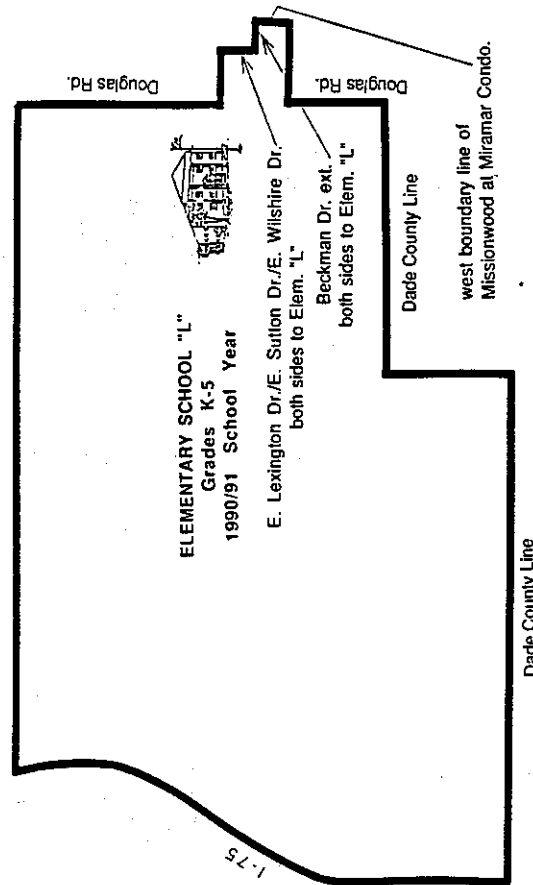 Douglas Rd.
ELEMENTARY SCHOOL "L"
Grades K-5
1990/91 School Year
E. Lexington Dr./E. Sutton Dr./E. Wilshire Dr.
both sides to Elem. "L"
Beckman Dr. ext.
both sides to Elem. "L"
Douglas Rd.
Dade County Line
west boundary line of
Missionwood at Miramar Condo.
Dade County Line
I-75